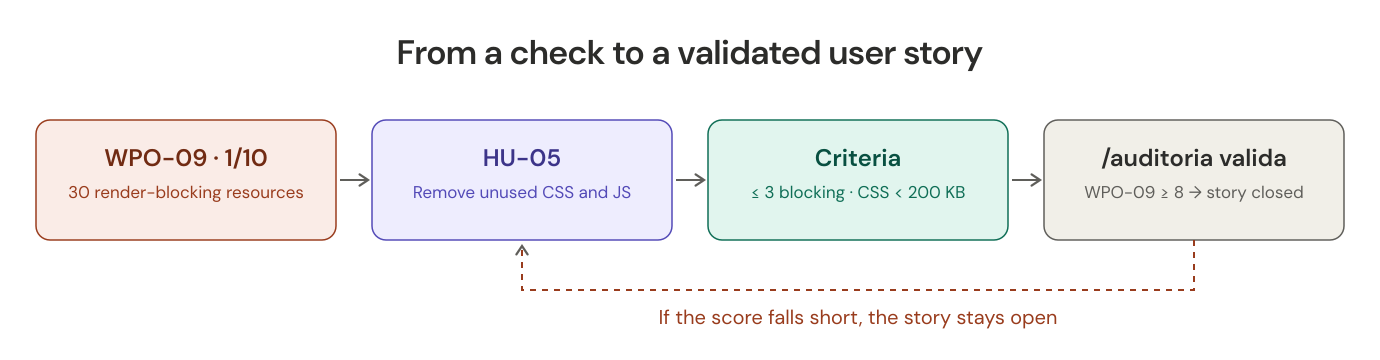 From a check to a validated user story
WPO-09 · 1/10
30 render-blocking resources
HU-05
Remove unused CSS and JS
Criteria
≤ 3 blocking · CSS < 200 KB
/auditoria valida
WPO-09 ≥ 8 → story closed
If the score falls short, the story stays open